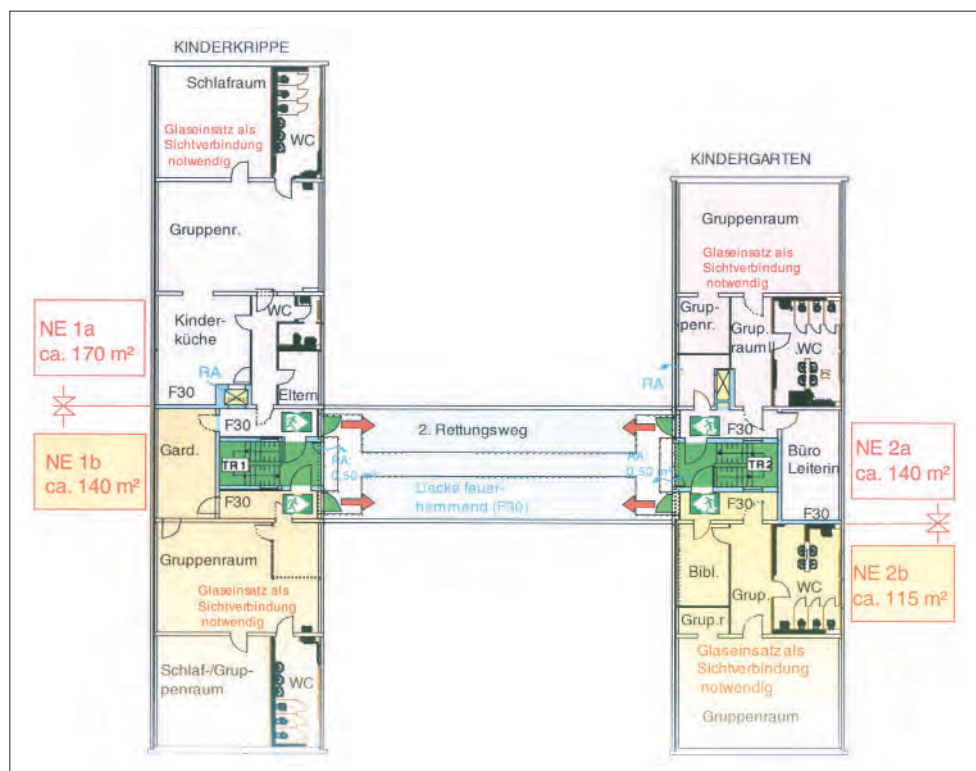 KINDERKRIPPE
Schlafraum
Glaseinsatz als
Sichtverbindung
notwendig
WC
Gruppenr.
WC
Kinder-
küche
RA
F30
Eltern
NE 1a
ca. 170 m²
NE 1b
ca. 140 m²
F30
Gard.
TR1
F30
RA
0,50 m²
Gruppenraum
Glaseinsatz als
Sichtverbindung
notwendig
Schlaf-/Grup-
penraum
WC
2. Rettungsweg
Decke feuer-
hemmend (F30)
KINDERGARTEN
Gruppenraum
Glaseinsatz als
Sichtverbindung
notwendig
Grup-
penr.
Grup.
raum
WC
RA
F30
RA
0,50 m²
TR2
Büro
Leiterin
F30
F30
NE 2a
ca. 140 m²
NE 2b
ca. 115 m²
Bibl.
Grup.
WC
Grup.r
Glaseinsatz als
Sichtverbindung
notwendig
Gruppenraum